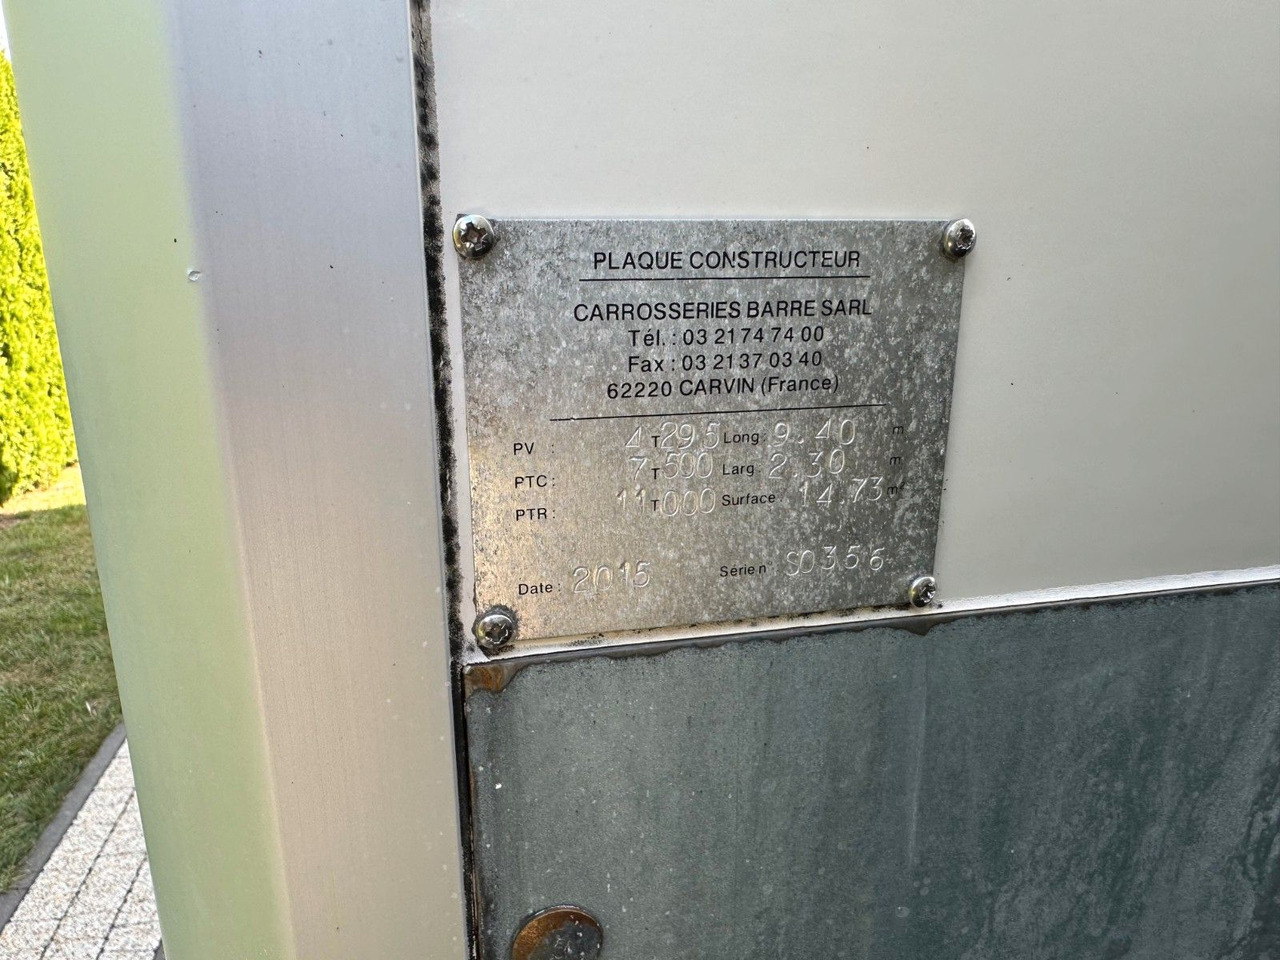 PLAQUE CONSTRUCTEUR
CARROSSERIES BARRE SARL
Tél. : 03 21 74 74 00
Fax : 03 21 37 03 40
62220 CARVIN (France)
PV : 4 T 295 Long : 9.40 m
PTC : 7 T 500 Larg : 2.30 m
PTR : 11 T 000 Surface : 14.73 m²
Date : 2015 Série n° S0356